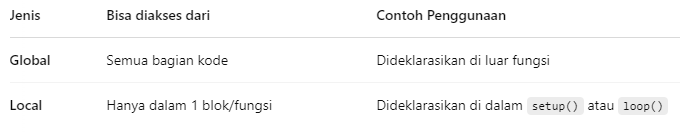 Jenis Bisa diakses dari Contoh Penggunaan
Global Semua bagian kode Dideklarasikan di luar fungsi
Local Hanya dalam 1 blok/fungsi Dideklarasikan di dalam setup() atau loop()